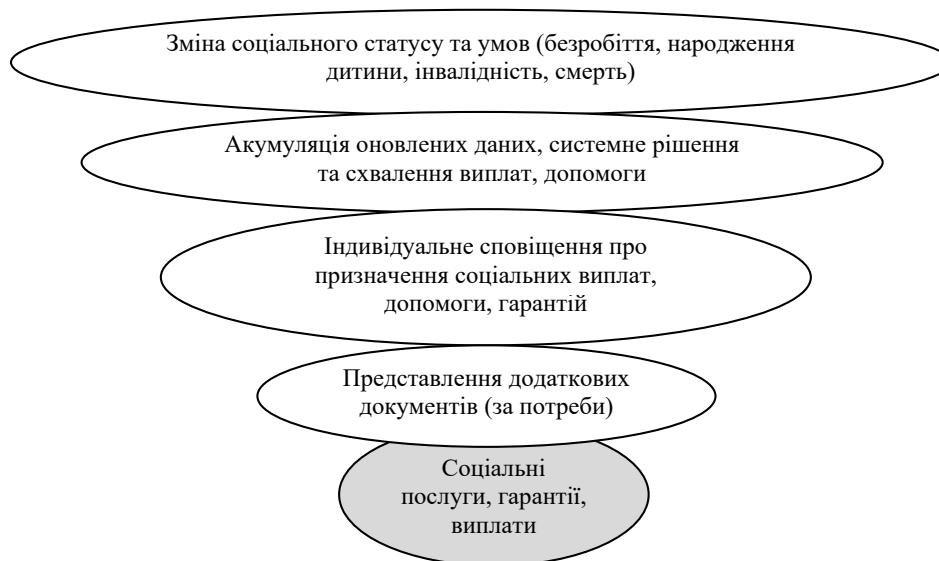 Зміна соціального статусу та умов (безробіття, народження
дитини, інвалідність, смерть)
Акумуляція оновлених даних, системне рішення
та схвалення виплат, допомоги
Індивідуальне сповіщення про
призначення соціальних виплат,
допомоги, гарантій
Представлення додаткових
документів (за потреби)
Соціальні
послуги, гарантії,
виплати